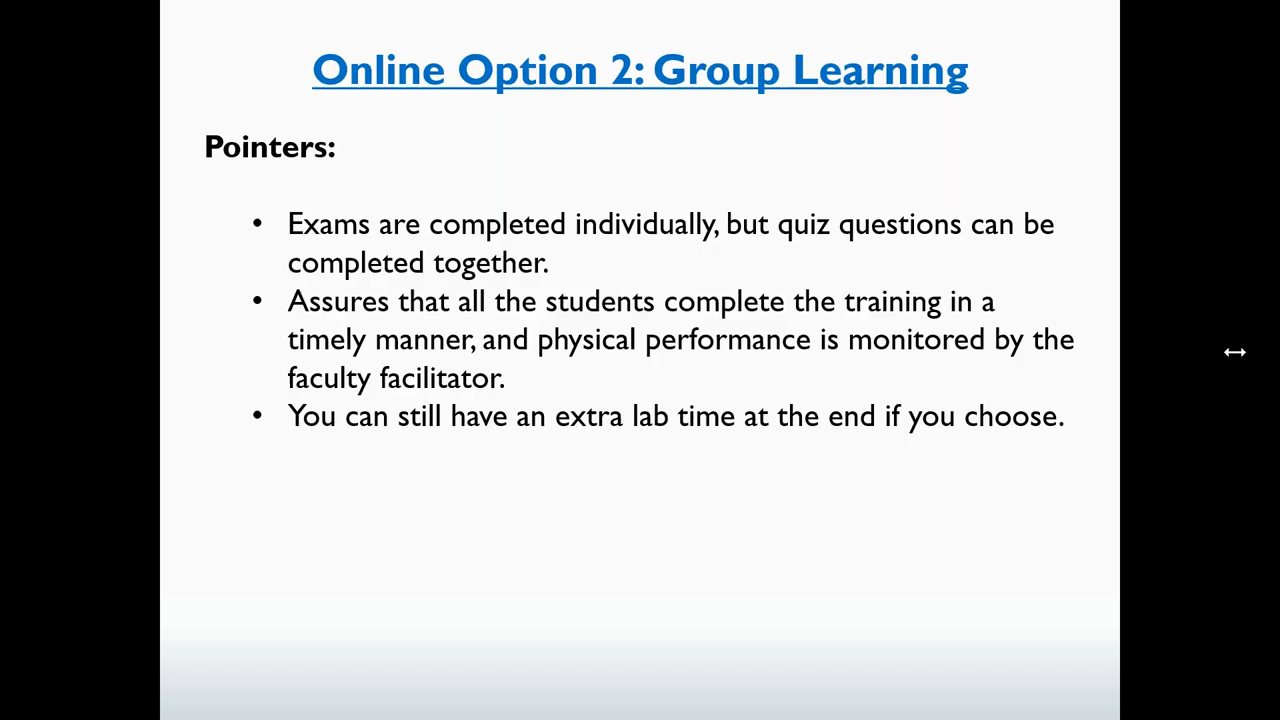 Online Option 2: Group Learning
Pointers:
• Exams are completed individually, but quiz questions can be
completed together.
• Assures that all the students complete the training in a
timely manner, and physical performance is monitored by the
faculty facilitator.
• You can still have an extra lab time at the end if you choose.